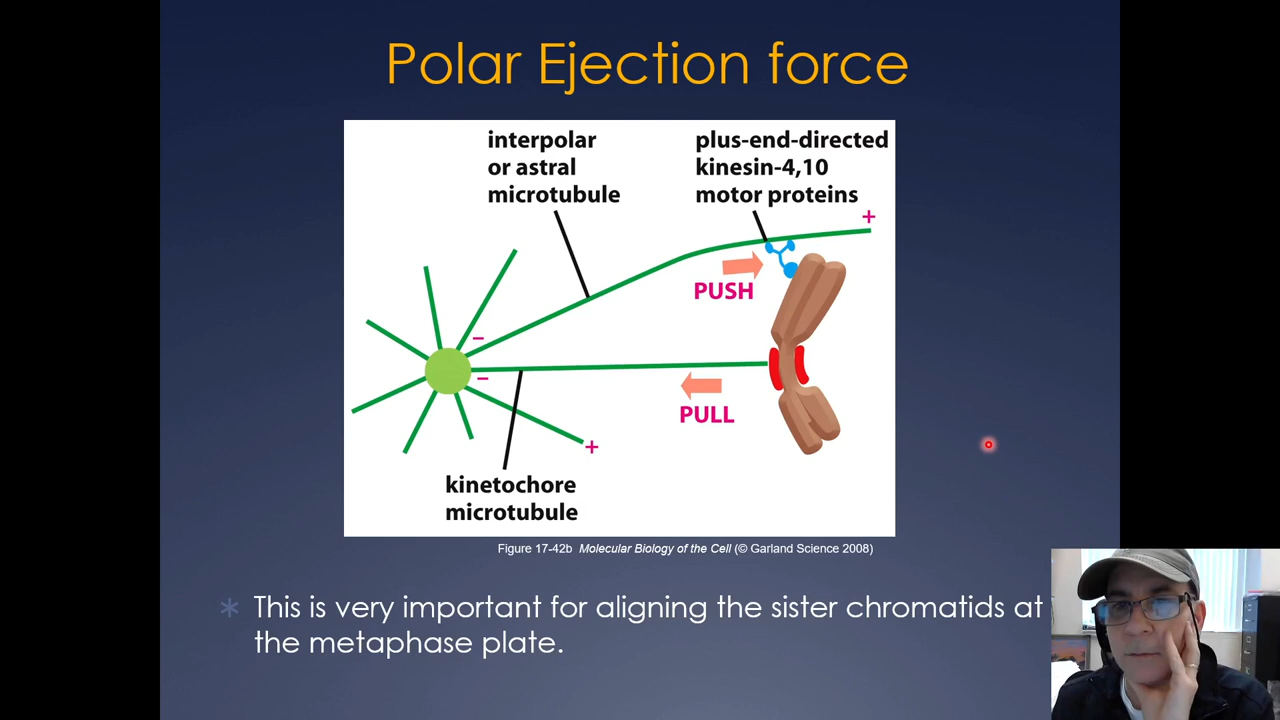 Polar Ejection force
interpolar
or astral
microtubule
plus-end-directed
kinesin-4,10
motor proteins
+
PUSH
−
−
PULL
+
kinetochore
microtubule
Figure 17-42b Molecular Biology of the Cell (© Garland Science 2008)
This is very important for aligning the sister chromatids at
the metaphase plate.